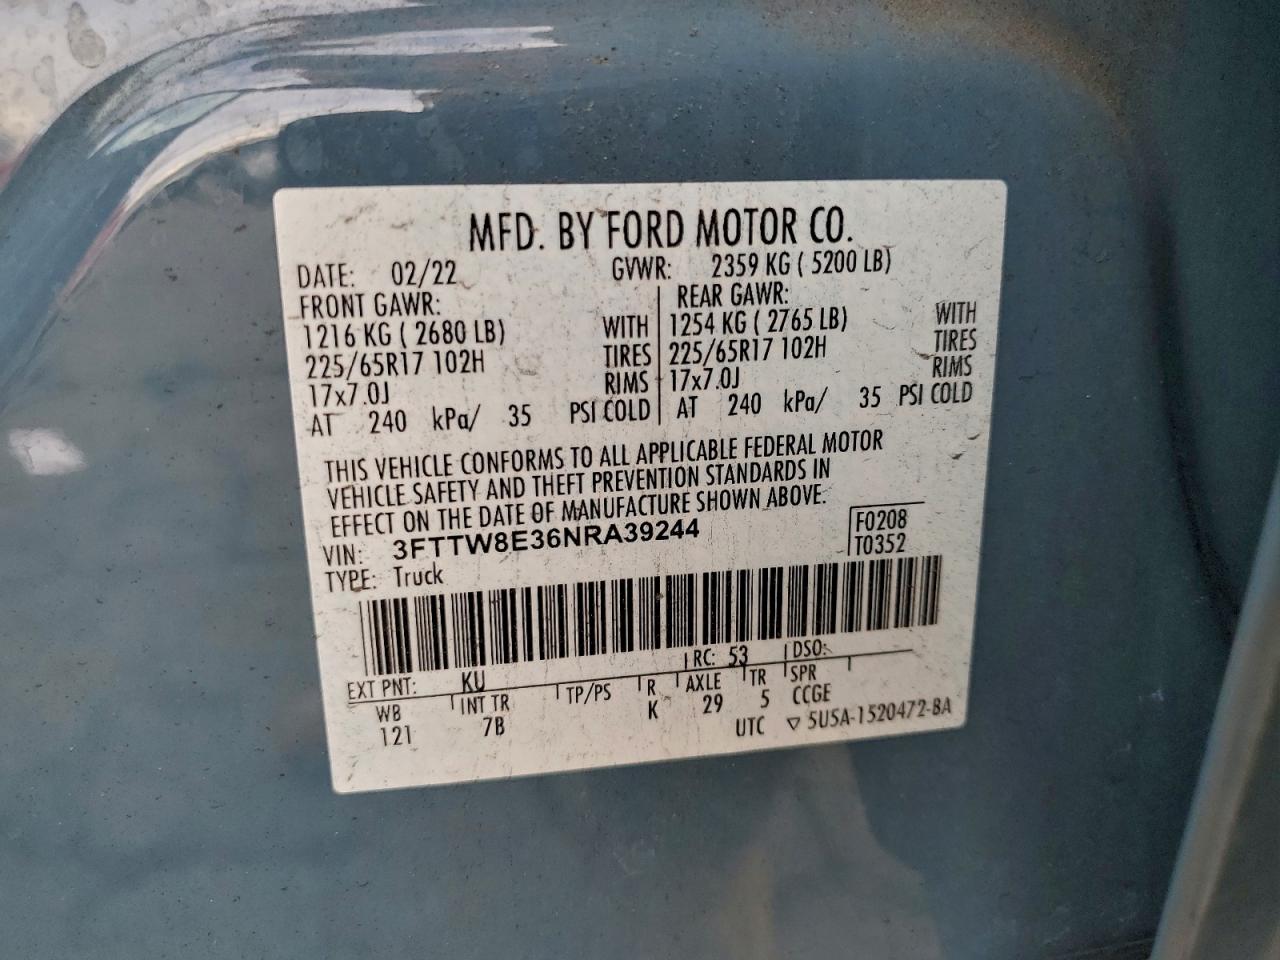 MFD. BY FORD MOTOR CO.
DATE: 02/22 GVWR: 2359 KG ( 5200 LB)
FRONT GAWR: REAR GAWR:
1216 KG ( 2680 LB) WITH 1254 KG ( 2765 LB) WITH
225/65R17 102H TIRES 225/65R17 102H TIRES
17x7.0J RIMS 17x7.0J RIMS
AT 240 kPa/ 35 PSI COLD AT 240 kPa/ 35 PSI COLD
THIS VEHICLE CONFORMS TO ALL APPLICABLE FEDERAL MOTOR
VEHICLE SAFETY AND THEFT PREVENTION STANDARDS IN
EFFECT ON THE DATE OF MANUFACTURE SHOWN ABOVE.
VIN: 3FTTW8E36NRA39244 F0208
TYPE: Truck T0352
EXT PNT: KU RC: 53 DSO:
WB INT TR TP/PS R AXLE TR SPR
121 7B K 29 5 CCGE
UTC ▽ 5U5A-1520472-BA